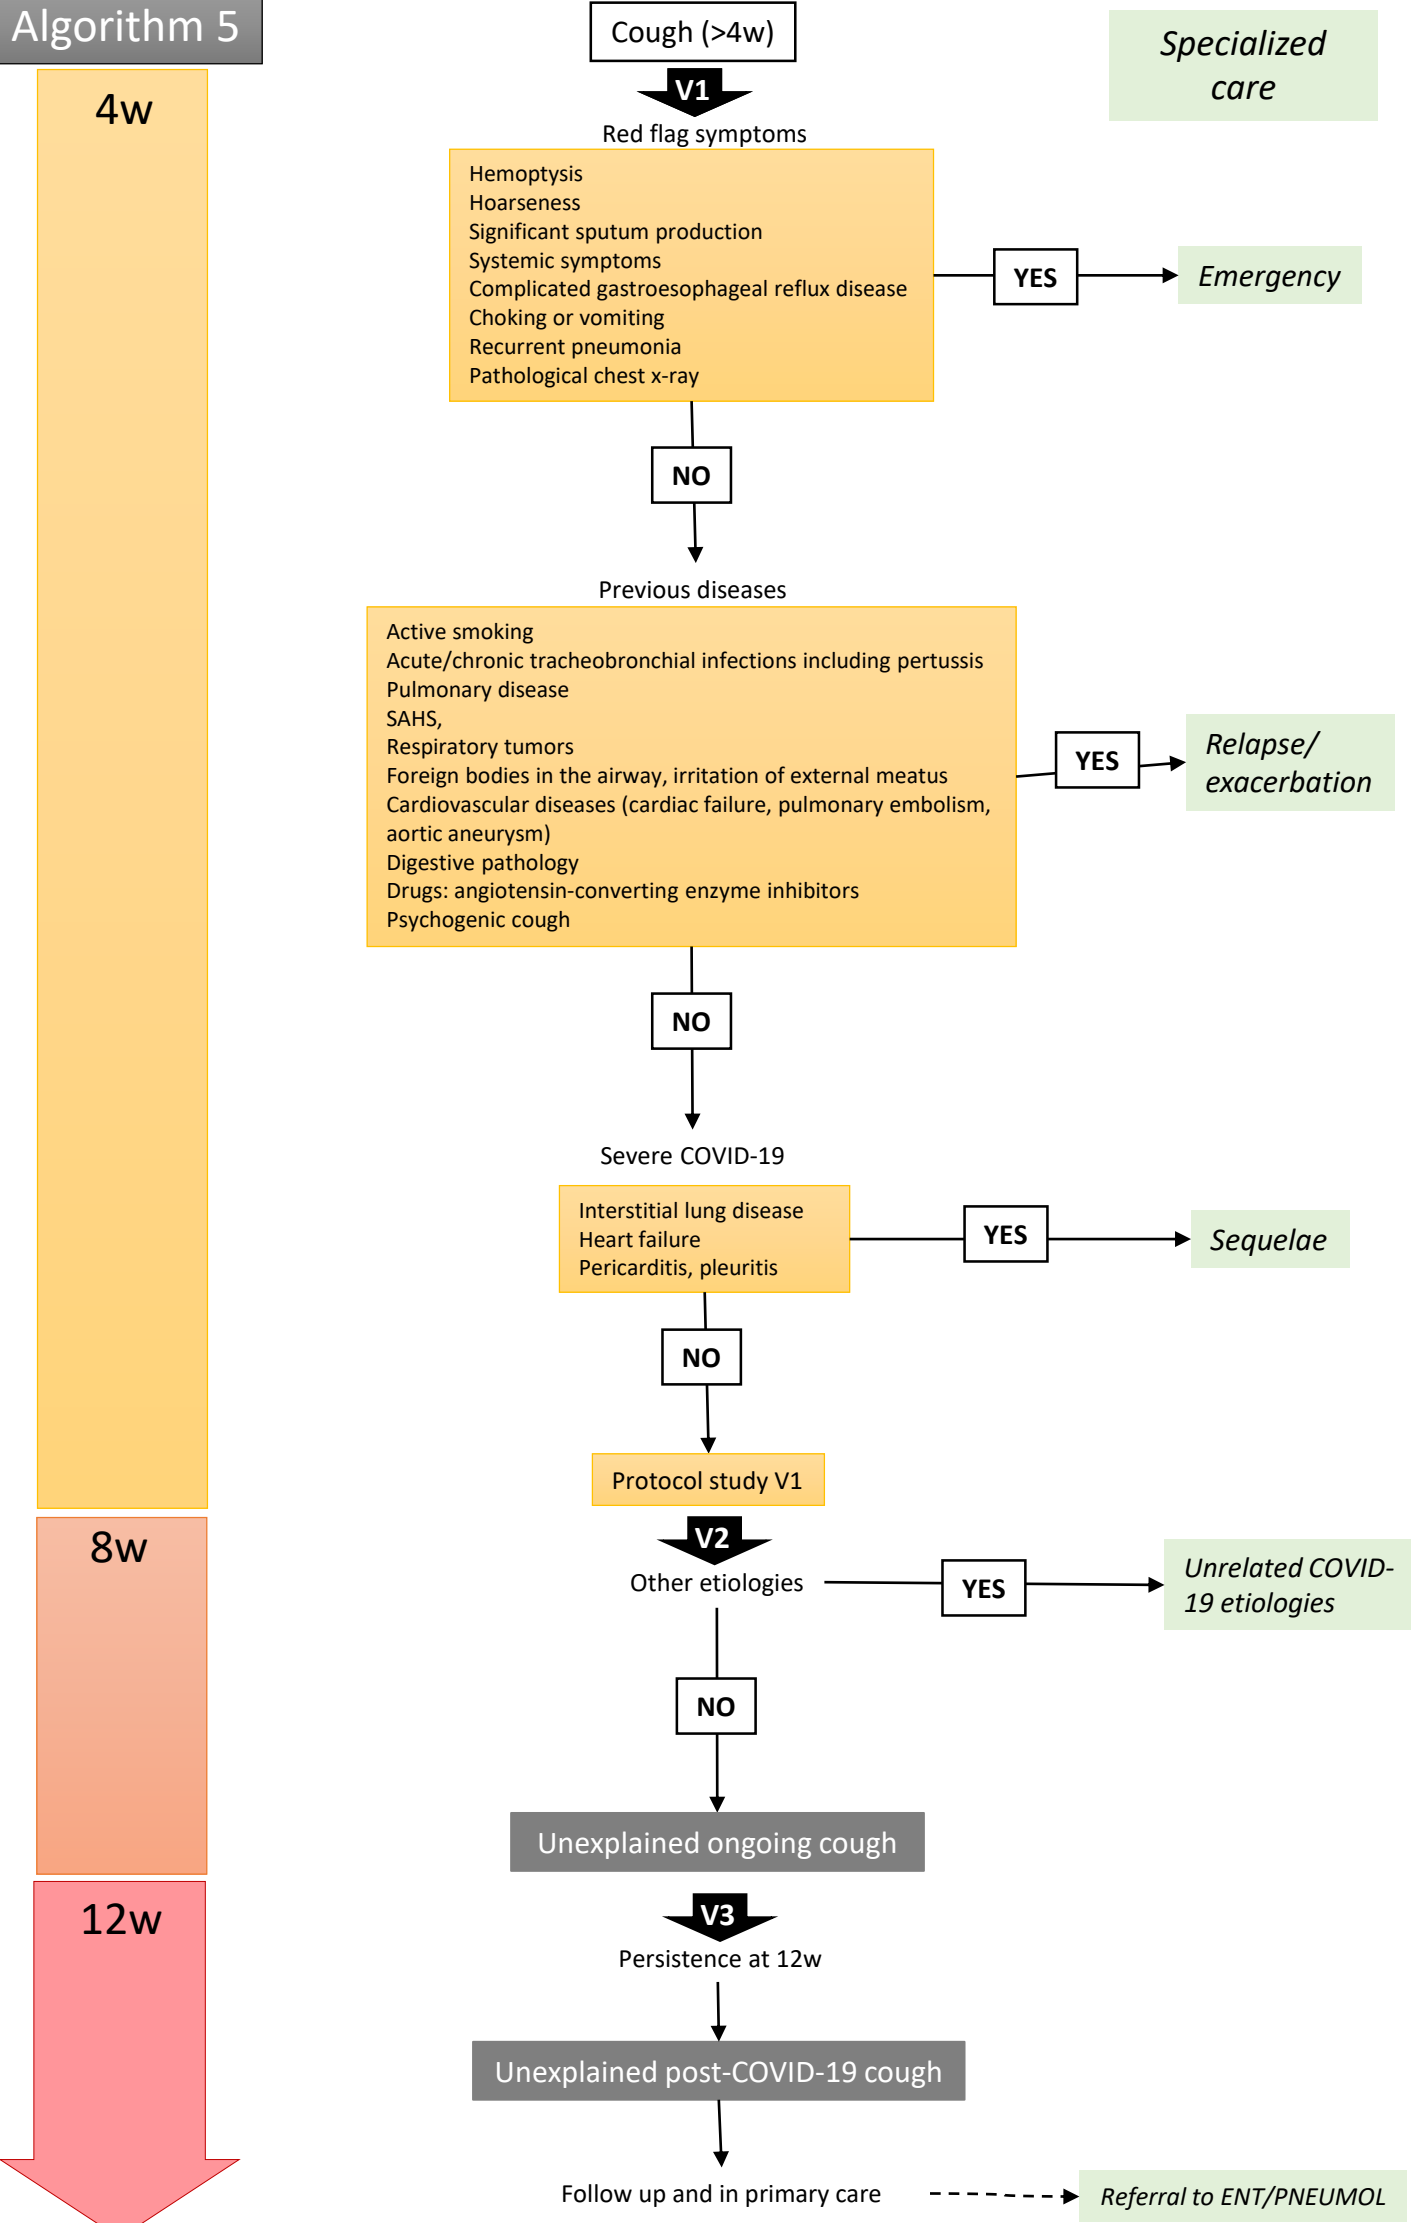 Algorithm 5
Cough (>4w)
Specialized
care
4w
V1
Red flag symptoms
Hemoptysis
Hoarseness
Significant sputum production
Systemic symptoms
Complicated gastroesophageal reflux disease
Choking or vomiting
Recurrent pneumonia
Pathological chest x-ray
YES
Emergency
NO
Previous diseases
Active smoking
Acute/chronic tracheobronchial infections including pertussis
Pulmonary disease
SAHS,
Respiratory tumors
Foreign bodies in the airway, irritation of external meatus
Cardiovascular diseases (cardiac failure, pulmonary embolism,
aortic aneurysm)
Digestive pathology
Drugs: angiotensin-converting enzyme inhibitors
Psychogenic cough
YES
Relapse/
exacerbation
NO
Severe COVID-19
Interstitial lung disease
Heart failure
Pericarditis, pleuritis
YES
Sequelae
NO
Protocol study V1
8w
V2
Other etiologies
YES
Unrelated COVID-
19 etiologies
NO
Unexplained ongoing cough
12w
V3
Persistence at 12w
Unexplained post-COVID-19 cough
Follow up and in primary care
Referral to ENT/PNEUMOL